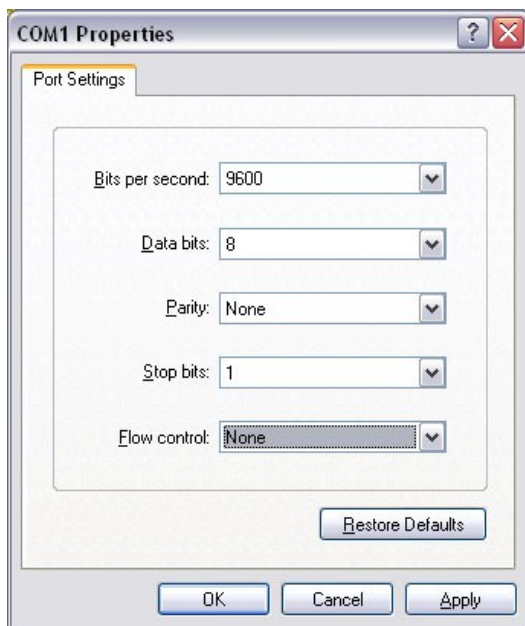 COM1 Properties
Port Settings
Bits per second: 9600
Data bits: 8
Parity: None
Stop bits: 1
Flow control: None
Restore Defaults
OK Cancel Apply